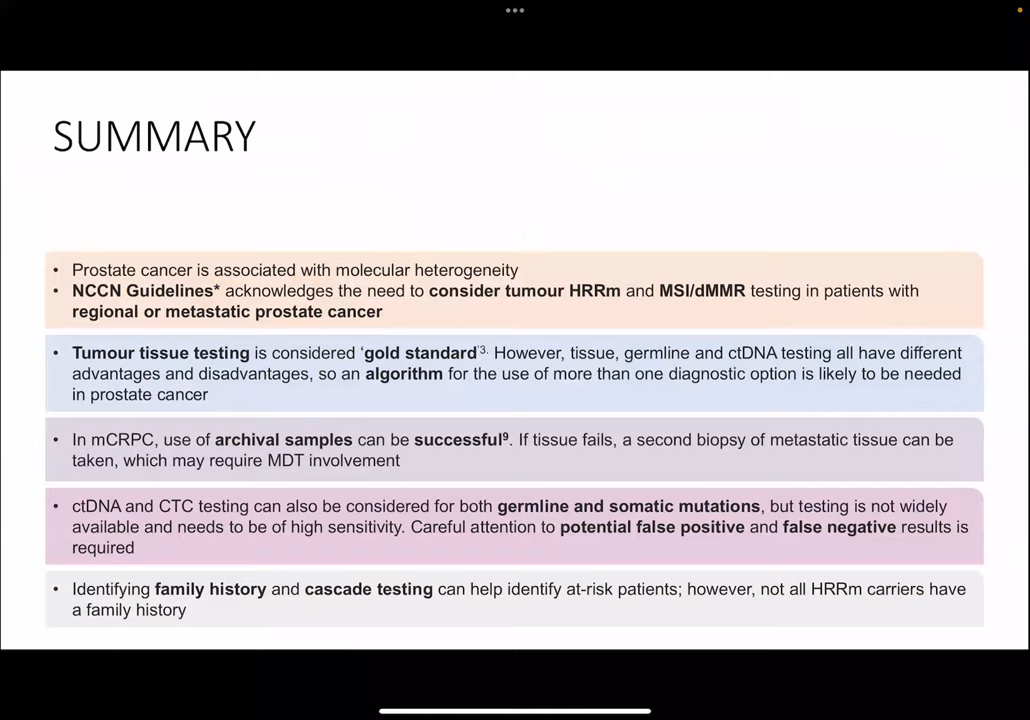 SUMMARY
• Prostate cancer is associated with molecular heterogeneity
• NCCN Guidelines* acknowledges the need to consider tumour HRRm and MSI/dMMR testing in patients with
regional or metastatic prostate cancer
• Tumour tissue testing is considered ‘gold standard’3. However, tissue, germline and ctDNA testing all have different
advantages and disadvantages, so an algorithm for the use of more than one diagnostic option is likely to be needed
in prostate cancer
• In mCRPC, use of archival samples can be successful9. If tissue fails, a second biopsy of metastatic tissue can be
taken, which may require MDT involvement
• ctDNA and CTC testing can also be considered for both germline and somatic mutations, but testing is not widely
available and needs to be of high sensitivity. Careful attention to potential false positive and false negative results is
required
• Identifying family history and cascade testing can help identify at-risk patients; however, not all HRRm carriers have
a family history